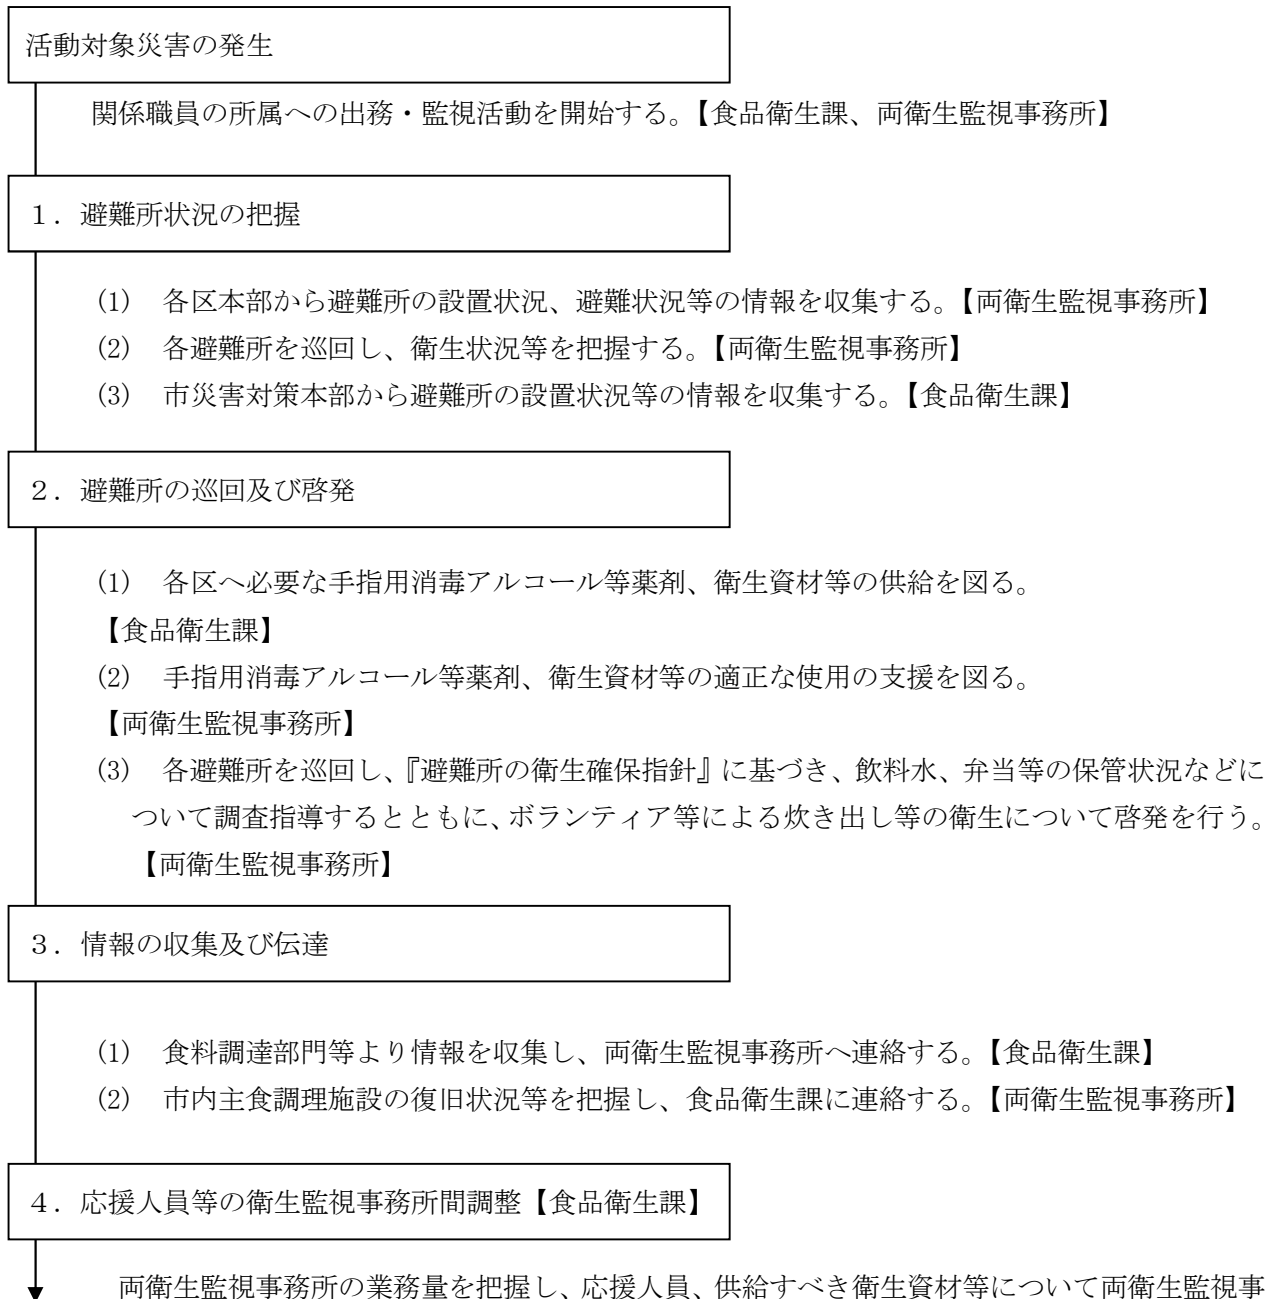 活動対象災害の発生
関係職員の所属への出務・監視活動を開始する。【食品衛生課、両衛生監視事務所】
１．避難所状況の把握
(1)　各区本部から避難所の設置状況、避難状況等の情報を収集する。【両衛生監視事務所】
(2)　各避難所を巡回し、衛生状況等を把握する。【両衛生監視事務所】
(3)　市災害対策本部から避難所の設置状況等の情報を収集する。【食品衛生課】
２．避難所の巡回及び啓発
(1)　各区へ必要な手指用消毒アルコール等薬剤、衛生資材等の供給を図る。
【食品衛生課】
(2)　手指用消毒アルコール等薬剤、衛生資材等の適正な使用の支援を図る。
【両衛生監視事務所】
(3)　各避難所を巡回し、『避難所の衛生確保指針』に基づき、飲料水、弁当等の保管状況などに
ついて調査指導するとともに、ボランティア等による炊き出し等の衛生について啓発を行う。
【両衛生監視事務所】
３．情報の収集及び伝達
(1)　食料調達部門等より情報を収集し、両衛生監視事務所へ連絡する。【食品衛生課】
(2)　市内主食調理施設の復旧状況等を把握し、食品衛生課に連絡する。【両衛生監視事務所】
４．応援人員等の衛生監視事務所間調整【食品衛生課】
両衛生監視事務所の業務量を把握し、応援人員、供給すべき衛生資材等について両衛生監視事